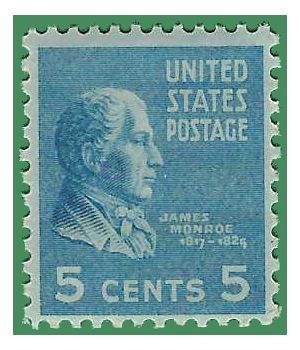 UNITED
STATES
POSTAGE
JAMES
MONROE
1817-1825
5 CENTS 5